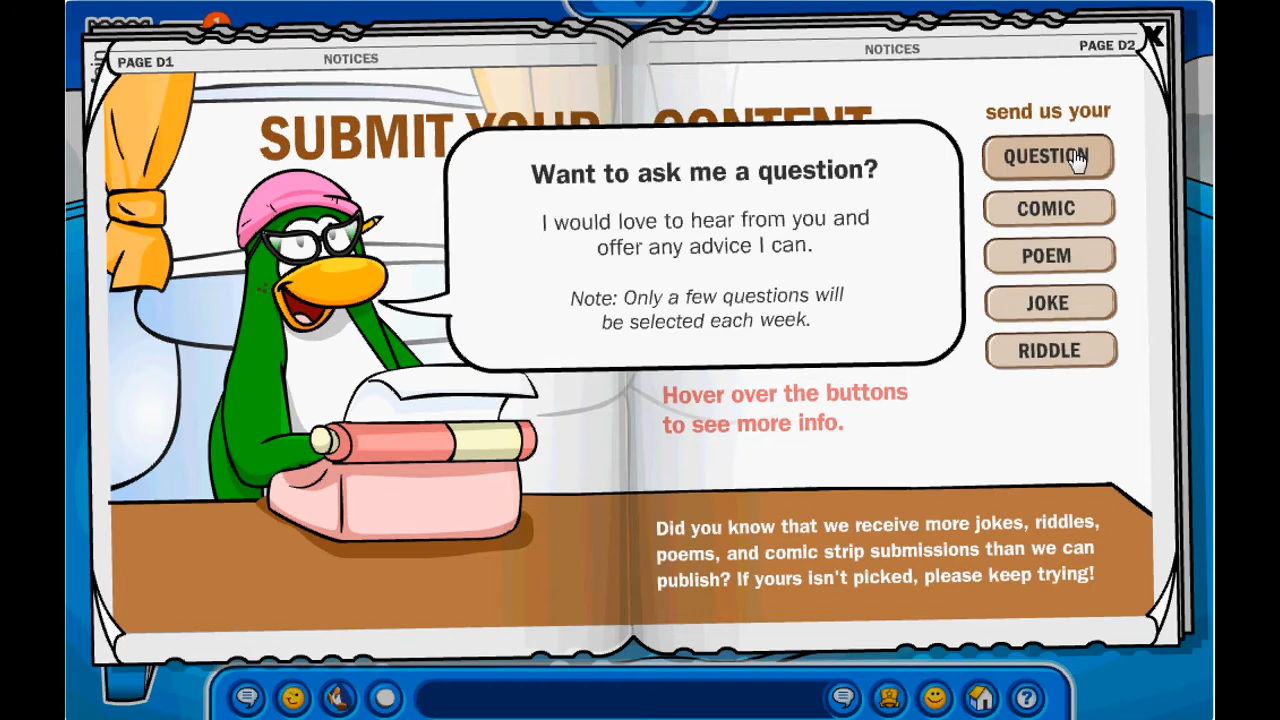 PAGE D1
NOTICES
NOTICES
PAGE D2
SUBMIT YOUR CONTENT
send us your
QUESTION
COMIC
POEM
JOKE
RIDDLE
Want to ask me a question?
I would love to hear from you and
offer any advice I can.
Note: Only a few questions will
be selected each week.
Hover over the buttons
to see more info.
Did you know that we receive more jokes, riddles,
poems, and comic strip submissions than we can
publish? If yours isn't picked, please keep trying!
X
?